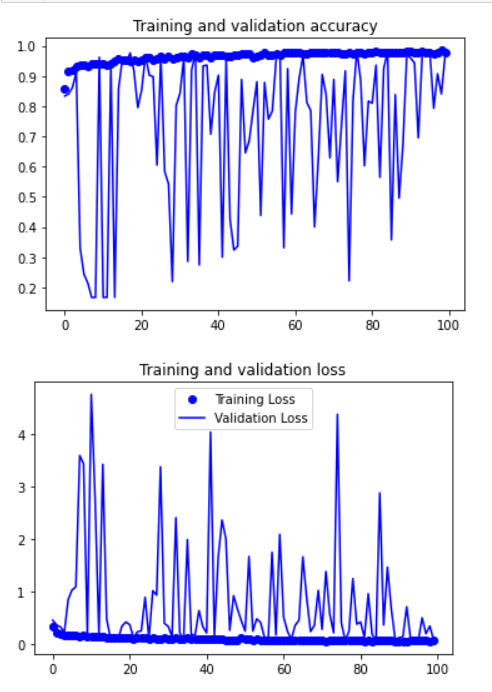 Training and validation accuracy
1.0
0.9
0.8
0.7
0.6
0.5
0.4
0.3
0.2
0 20 40 60 80 100
Training and validation loss
Training Loss
Validation Loss
4
3
2
1
0
0 20 40 60 80 100